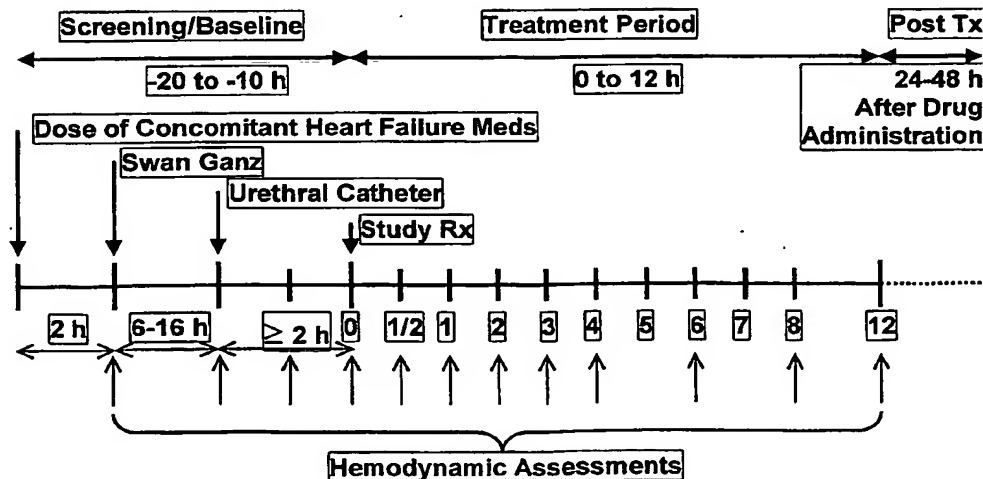 Screening/Baseline
Treatment Period
Post Tx
-20 to -10 h
0 to 12 h
24-48 h
After Drug
Administration
Dose of Concomitant Heart Failure Meds
Swan Ganz
Urethral Catheter
Study Rx
2 h
6-16 h
≥ 2 h
0
1/2
1
2
3
4
5
6
7
8
12
Hemodynamic Assessments